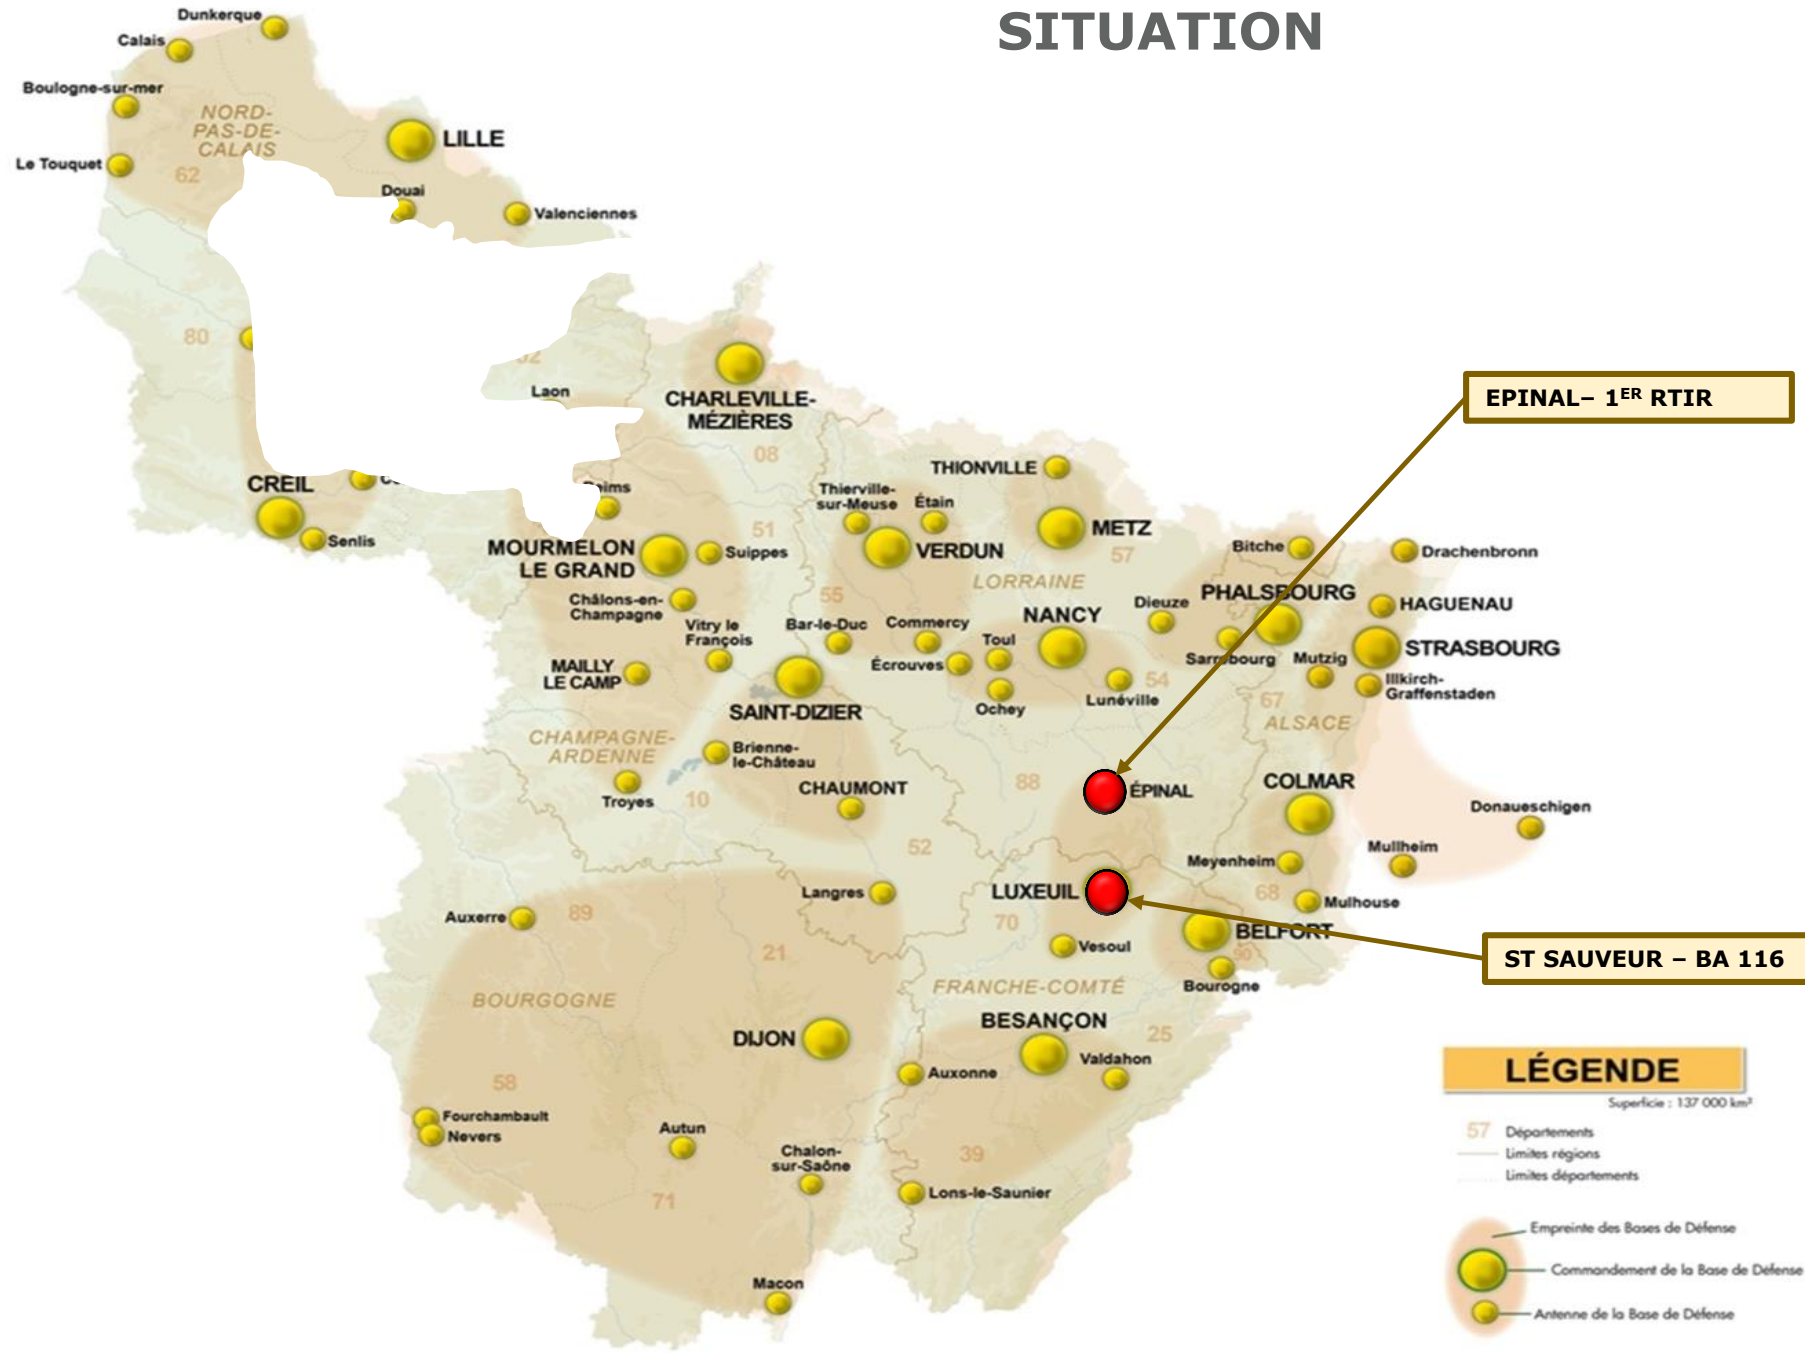 SITUATION
Dunkerque
Calais
Boulogne-sur-mer
NORD-
PAS-DE-
CALAIS
LILLE
Le Touquet
62
Douai
Valenciennes
80
Laon
CHARLEVILLE-
MÉZIÈRES
08
EPINAL– 1ER RTIR
CREIL
Senlis
THIONVILLE
Thierville-
sur-Meuse
Étain
METZ
51
57
MOURMELON
LE GRAND
Suippes
VERDUN
Bitche
Drachenbronn
LORRAINE
55
PHALSBOURG
Châlons-en-
Champagne
Dieuze
HAGUENAU
NANCY
Vitry le
François
Bar-le-Duc
Commercy
Toul
STRASBOURG
Écrouves
Sarrebourg
Mutzig
MAILLY
LE CAMP
54
Illkirch-
Graffenstaden
Lunéville
Ochey
67
SAINT-DIZIER
ALSACE
CHAMPAGNE-
ARDENNE
Brienne-
le-Château
88
ÉPINAL
COLMAR
CHAUMONT
Troyes
10
Donaueschigen
52
Mullheim
Meyenheim
Langres
LUXEUIL
68
Mulhouse
Auxerre
89
70
BELFORT
Vesoul
21
90
ST SAUVEUR – BA 116
BOURGOGNE
FRANCHE-COMTÉ
Bourogne
BESANÇON
DIJON
25
Valdahon
Auxonne
58
Fourchambault
Nevers
Autun
Chalon-
sur-Saône
39
71
Lons-le-Saunier
Macon
LÉGENDE
Superficie : 137 000 km²
57 Départements
Limites régions
Limites départements
Empreinte des Bases de Défense
Commandement de la Base de Défense
Antenne de la Base de Défense